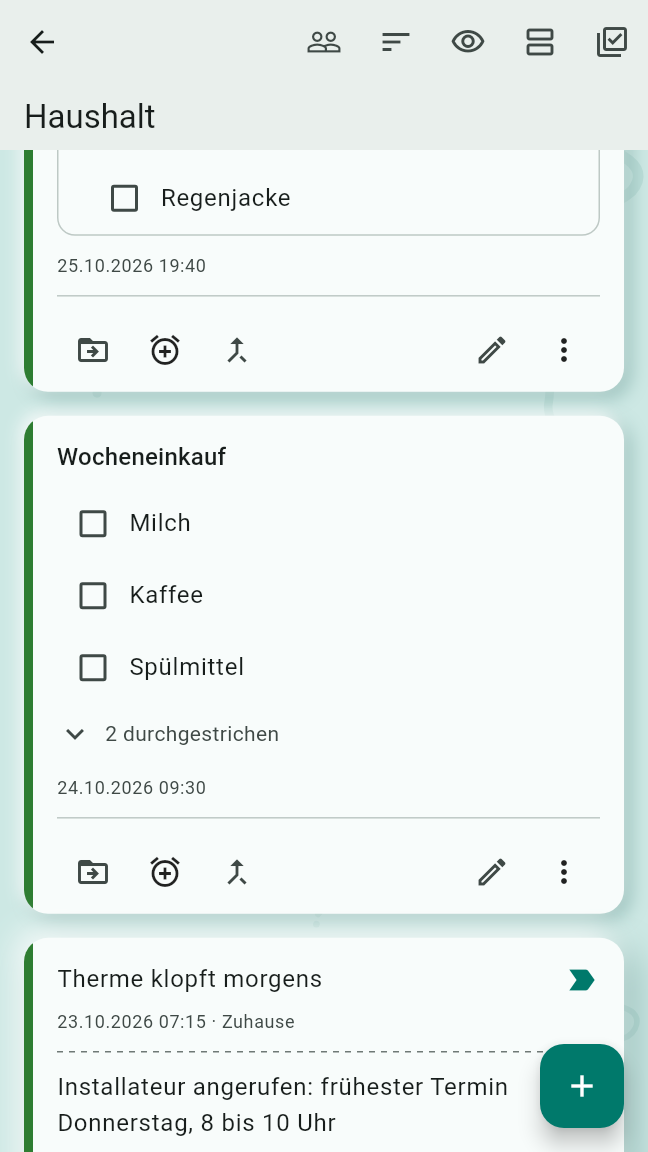 Haushalt
Regenjacke
25.10.2026 19:40
Wocheneinkauf
Milch
Kaffee
Spülmittel
2 durchgestrichen
24.10.2026 09:30
Therme klopft morgens
23.10.2026 07:15 · Zuhause
Installateur angerufen: frühester Termin
Donnerstag, 8 bis 10 Uhr